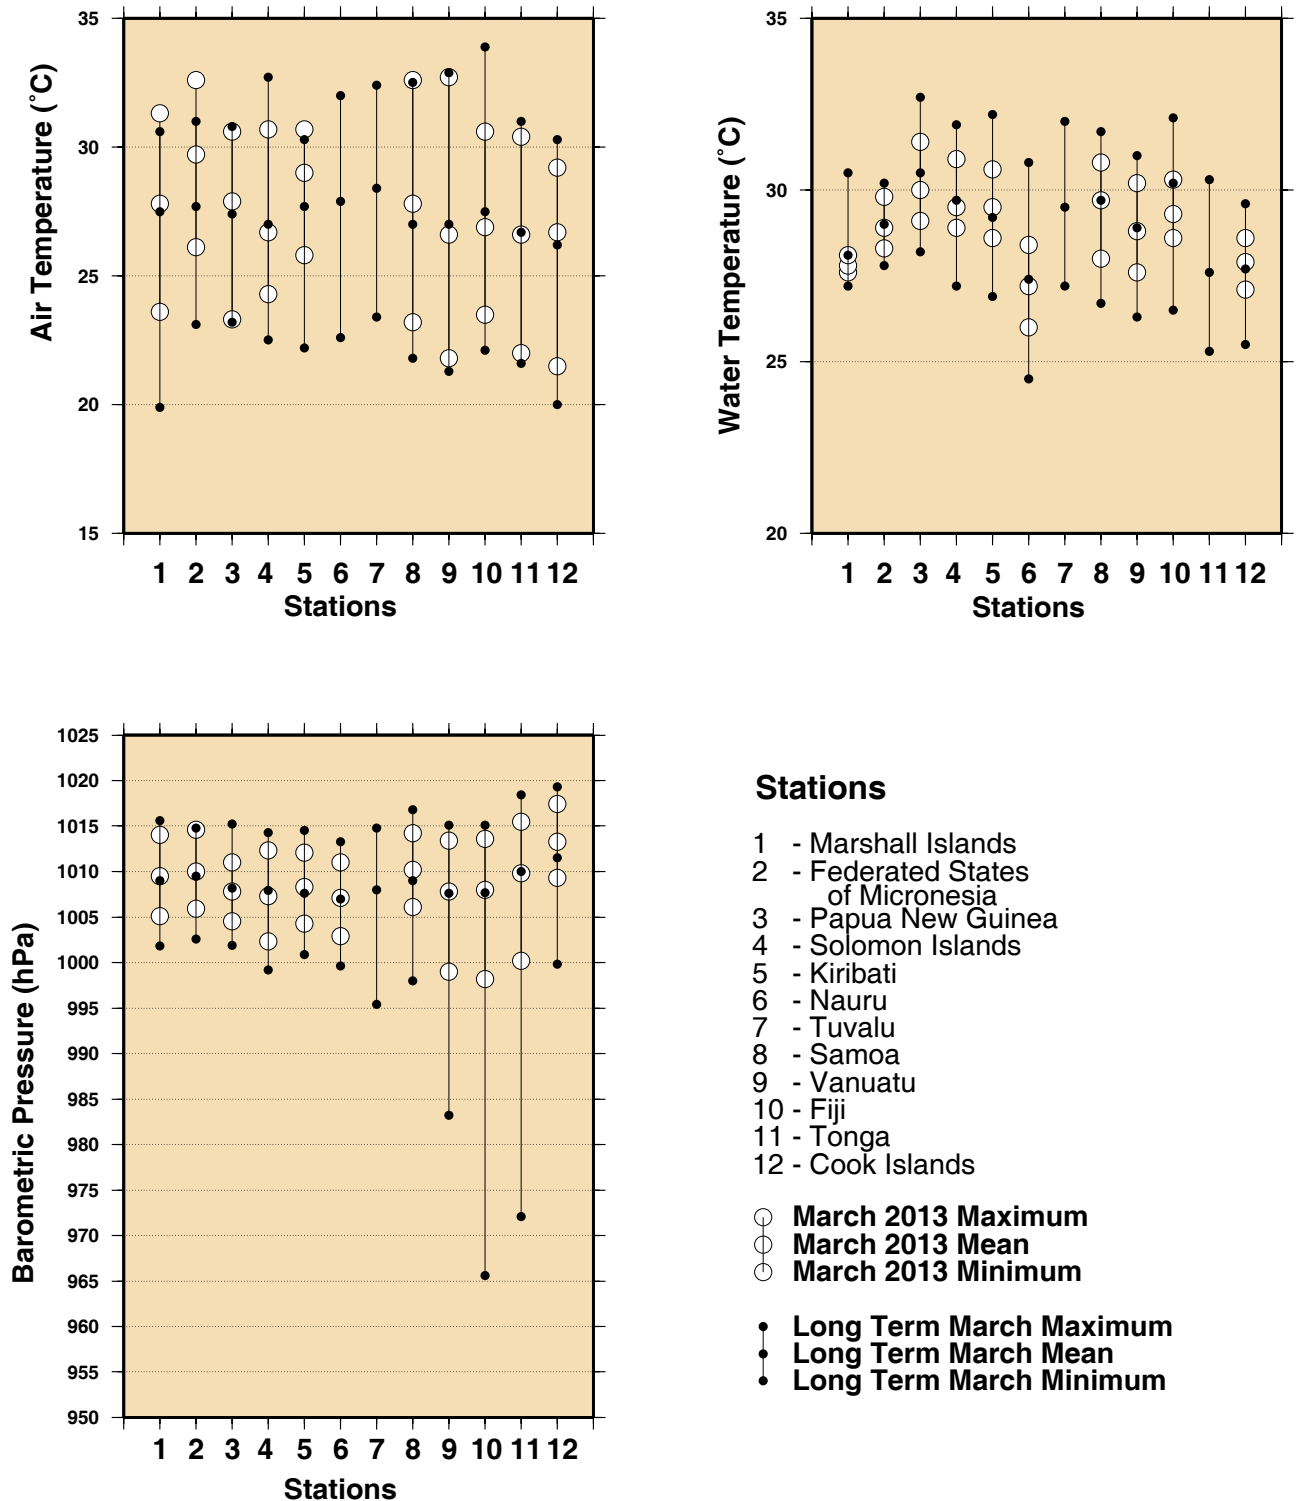 35
30
25
20
15
Air Temperature (˚C)
1 2 3 4 5 6 7 8 9 10 11 12
Stations
35
30
25
20
Water Temperature (˚C)
1 2 3 4 5 6 7 8 9 10 11 12
Stations
1025
1020
1015
1010
1005
1000
995
990
985
980
975
970
965
960
955
950
Barometric Pressure (hPa)
1 2 3 4 5 6 7 8 9 10 11 12
Stations
Stations
1 - Marshall Islands
2 - Federated States
of Micronesia
3 - Papua New Guinea
4 - Solomon Islands
5 - Kiribati
6 - Nauru
7 - Tuvalu
8 - Samoa
9 - Vanuatu
10 - Fiji
11 - Tonga
12 - Cook Islands
March 2013 Maximum
March 2013 Mean
March 2013 Minimum
Long Term March Maximum
Long Term March Mean
Long Term March Minimum